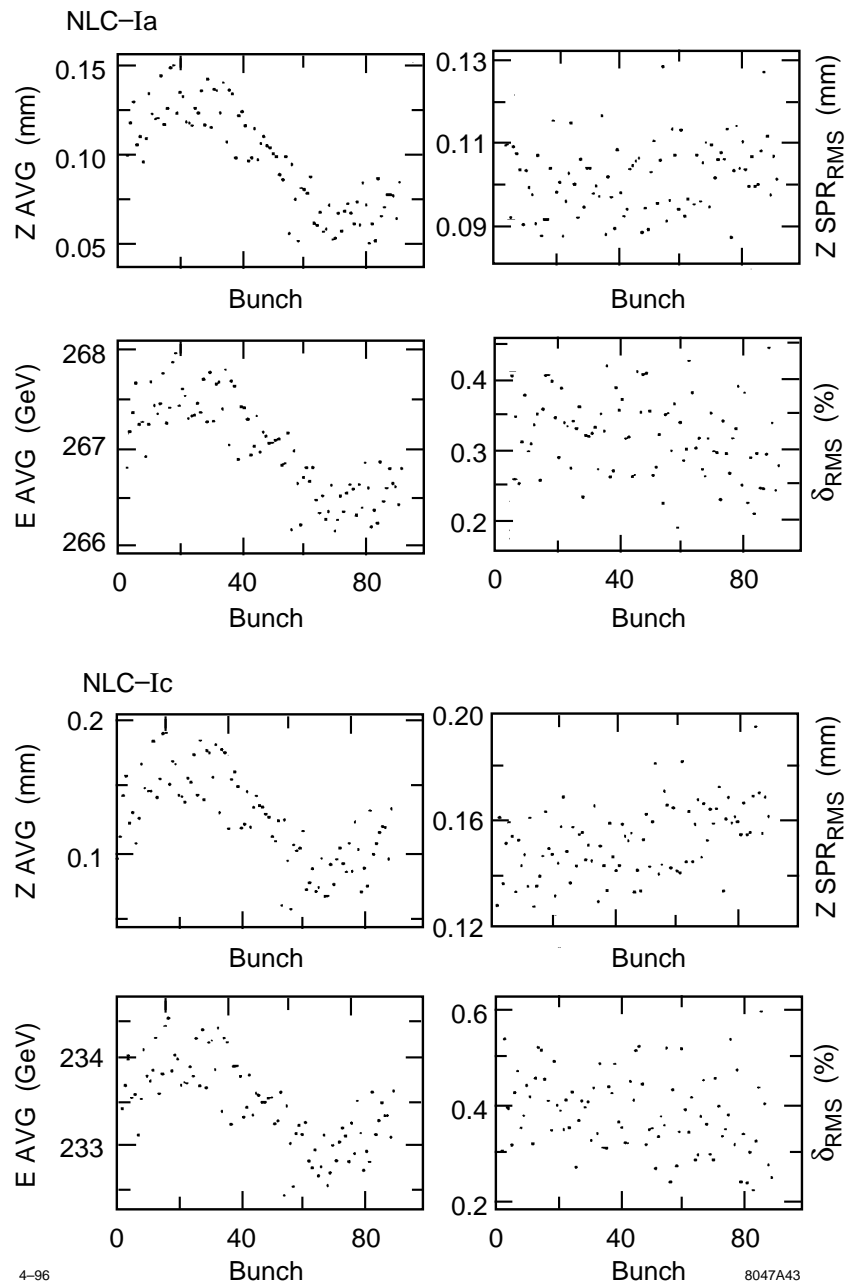 NLC–Ia
0.15
0.10
0.05
Z AVG (mm)
Bunch
0.13
0.11
0.09
Z SPR_RMS (mm)
Bunch
268
267
266
E AVG (GeV)
0 40 80
Bunch
0.4
0.3
0.2
δ_RMS (%)
0 40 80
Bunch
NLC–Ic
0.2
0.1
Z AVG (mm)
Bunch
0.20
0.16
0.12
Z SPR_RMS (mm)
Bunch
234
233
E AVG (GeV)
0 40 80
Bunch
0.6
0.4
0.2
δ_RMS (%)
0 40 80
Bunch
4–96
8047A43